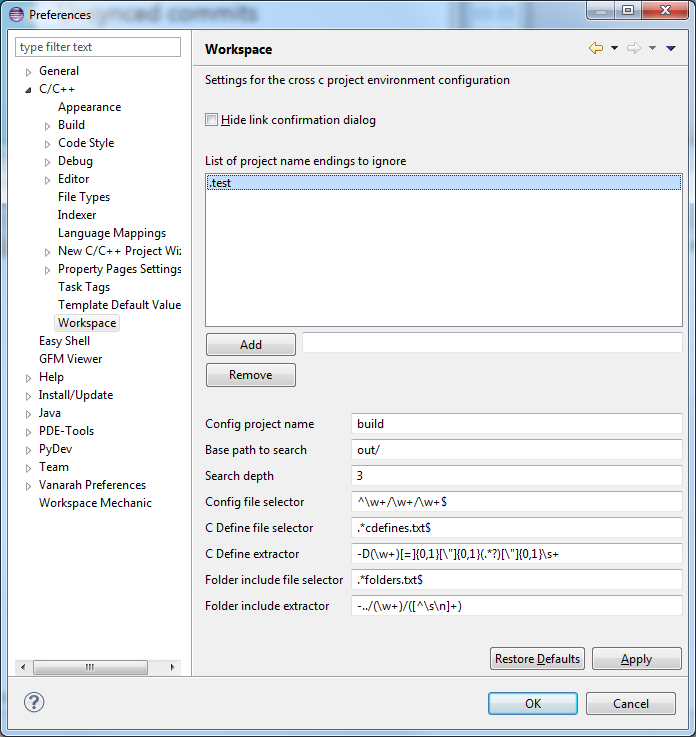 synced commits
Preferences
type filter text
General
C/C++
Appearance
Build
Code Style
Debug
Editor
File Types
Indexer
Language Mappings
New C/C++ Project Wiz
Property Pages Settings
Task Tags
Template Default Value
Workspace
Easy Shell
GFM Viewer
Help
Install/Update
Java
PDE-Tools
PyDev
Team
Vanarah Preferences
Workspace Mechanic
Workspace
Settings for the cross c project environment configuration
Hide link confirmation dialog
List of project name endings to ignore
.test
Add
Remove
Config project name build
Base path to search out/
Search depth 3
Config file selector ^\w+/\w+/\w+$
C Define file selector .*cdefines.txt$
C Define extractor -D(\w+)[=]{0,1}[\"]{0,1}(.*?)[\"]{0,1}\s+
Folder include file selector .*folders.txt$
Folder include extractor -../(\w+)/([^\s\n]+)
Restore Defaults Apply
? OK Cancel